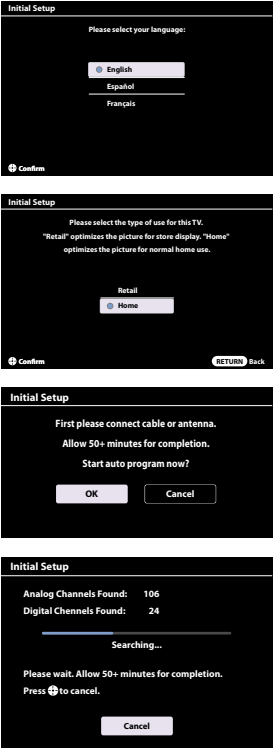 Initial Setup
Please select your language:
English
Español
Français
Confirm
Initial Setup
Please select the type of use for this TV.
"Retail" optimizes the picture for store display. "Home"
optimizes the picture for normal home use.
Retail
Home
Confirm RETURN Back
Initial Setup
First please connect cable or antenna.
Allow 50+ minutes for completion.
Start auto program now?
OK Cancel
Initial Setup
Analog Channels Found: 106
Digital Chennels Found: 24
Searching...
Please wait. Allow 50+ minutes for completion.
Press to cancel.
Cancel